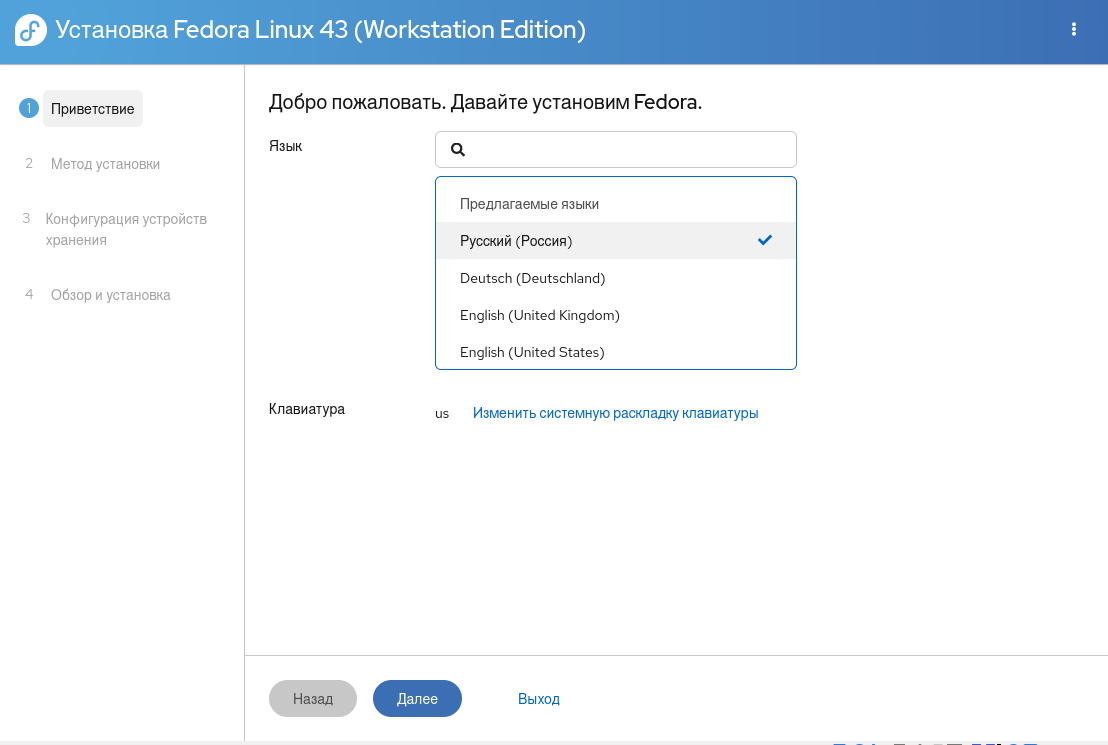 Установка Fedora Linux 43 (Workstation Edition)
1 Приветствие
2 Метод установки
3 Конфигурация устройств
хранения
4 Обзор и установка
Добро пожаловать. Давайте установим Fedora.
Язык
Предлагаемые языки
Русский (Россия)
Deutsch (Deutschland)
English (United Kingdom)
English (United States)
Клавиатура
us Изменить системную раскладку клавиатуры
Назад Далее Выход